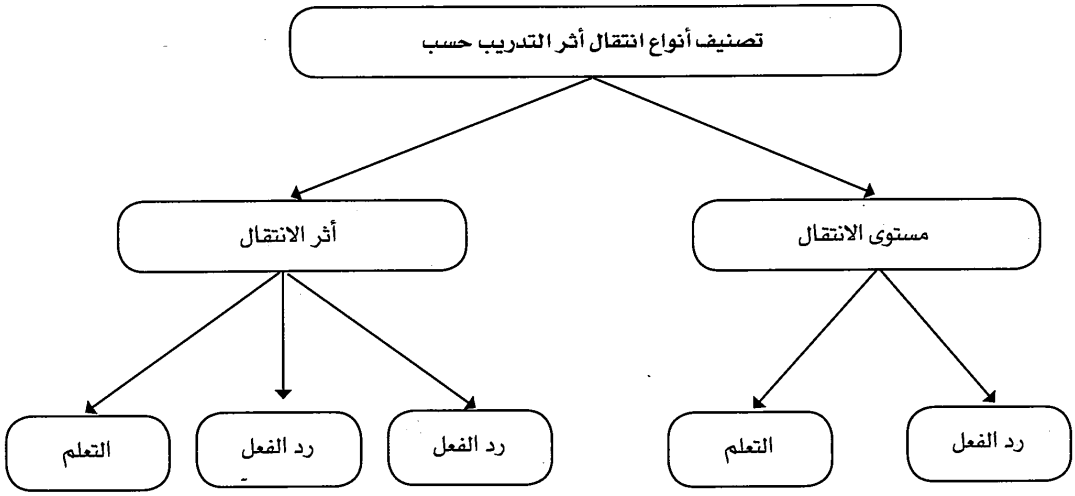 تصنيف أنواع انتقال أثر التدريب حسب
مستوى الانتقال
أثر الانتقال
رد الفعل
التعلم
رد الفعل
رد الفعل
التعلم